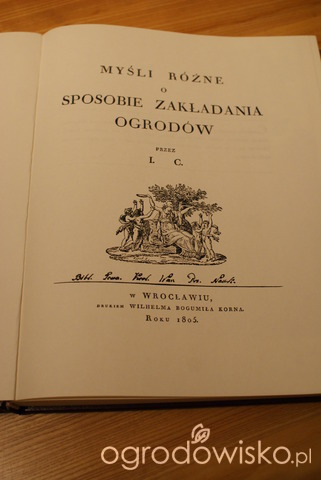 MYŚLI RÓŻNE
O
SPOSOBIE ZAKŁADANIA
OGRODÓW
PRZEZ
I. C.
W WROCŁAWIU,
DRUKIEM WILHELMA BOGUMIŁA KORNA.
ROKU 1805.
ogrodowisko.pl